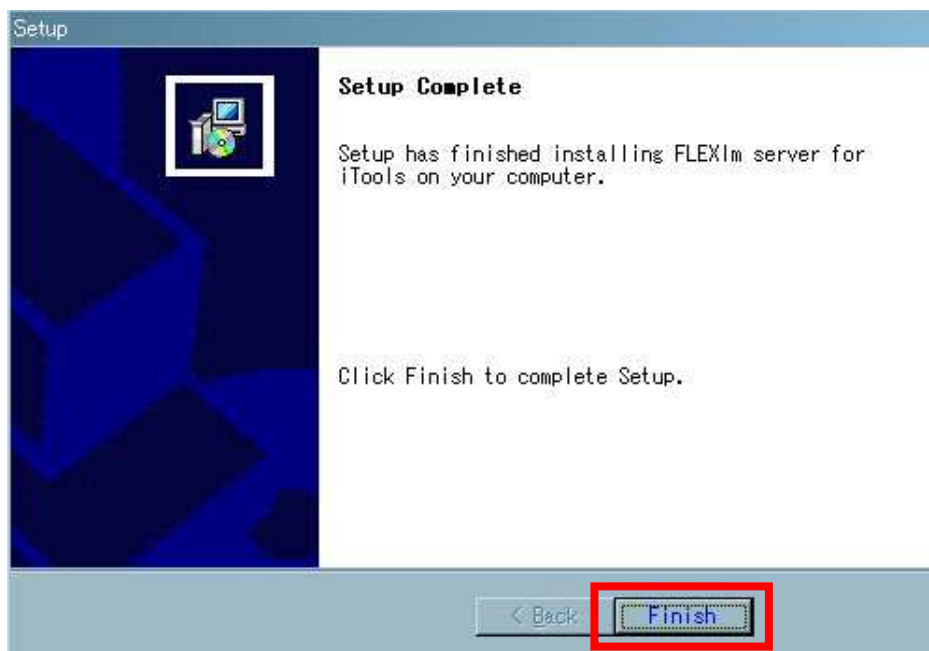 Setup
Setup Complete
Setup has finished installing FLEXlm server for
iTools on your computer.
Click Finish to complete Setup.
< Back
Finish